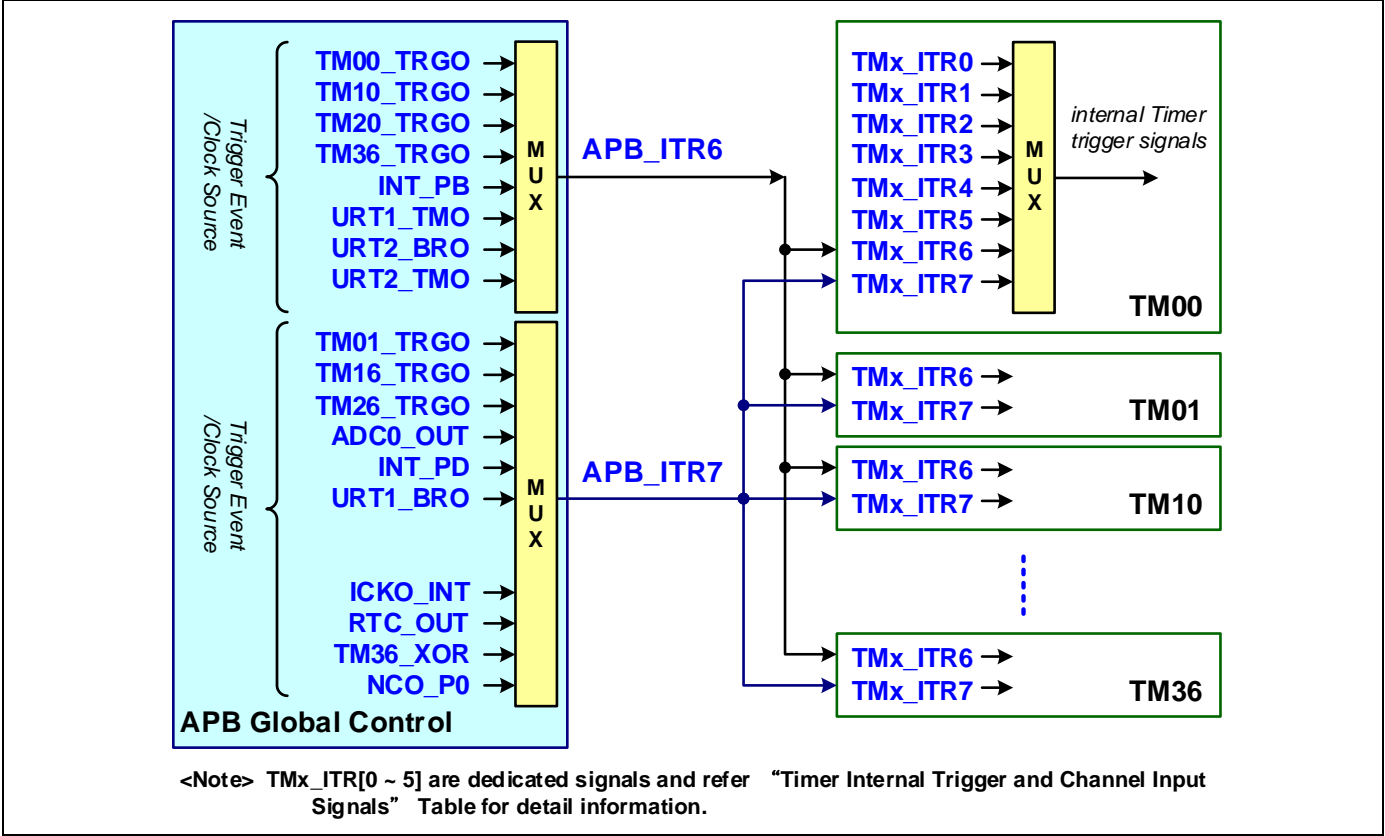 Trigger Event
/Clock Source
TM00_TRGO
TM10_TRGO
TM20_TRGO
TM36_TRGO
INT_PB
URT1_TMO
URT2_BRO
URT2_TMO
MUX
APB_ITR6
Trigger Event
/Clock Source
TM01_TRGO
TM16_TRGO
TM26_TRGO
ADC0_OUT
INT_PD
URT1_BRO
ICKO_INT
RTC_OUT
TM36_XOR
NCO_P0
MUX
APB_ITR7
APB Global Control
TMx_ITR0
TMx_ITR1
TMx_ITR2
TMx_ITR3
TMx_ITR4
TMx_ITR5
TMx_ITR6
TMx_ITR7
MUX
internal Timer
trigger signals
TM00
TMx_ITR6
TMx_ITR7
TM01
TMx_ITR6
TMx_ITR7
TM10
TMx_ITR6
TMx_ITR7
TM36
<Note> TMx_ITR[0 ~ 5] are dedicated signals and refer “Timer Internal Trigger and Channel Input
Signals” Table for detail information.